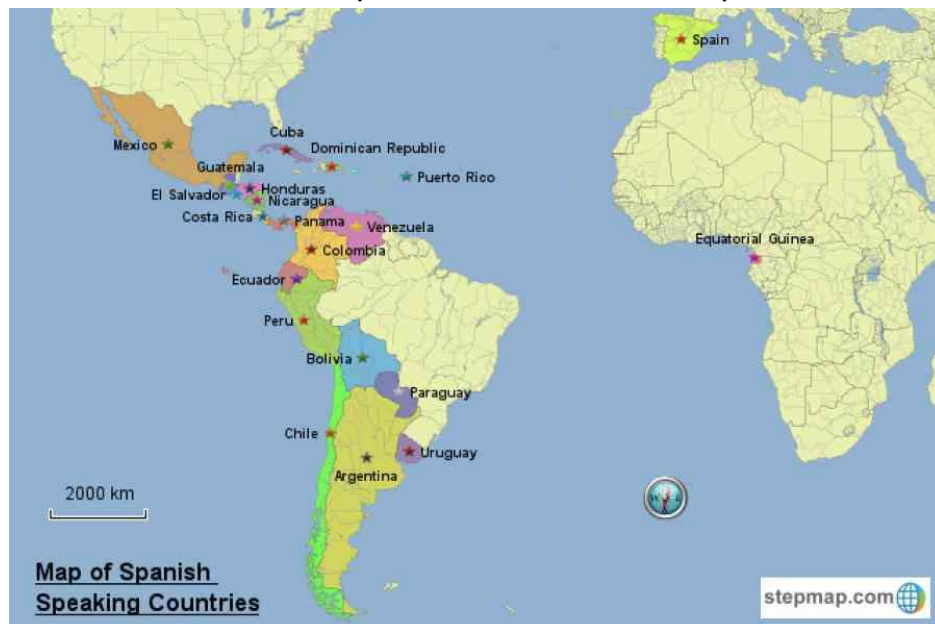 Spain
Cuba
Mexico
Dominican Republic
Guatemala
Puerto Rico
Honduras
El Salvador
Nicaragua
Costa Rica
Panama
Venezuela
Equatorial Guinea
Colombia
Ecuador
Peru
Bolivia
Paraguay
Chile
Uruguay
Argentina
2000 km
Map of Spanish
Speaking Countries
stepmap.com